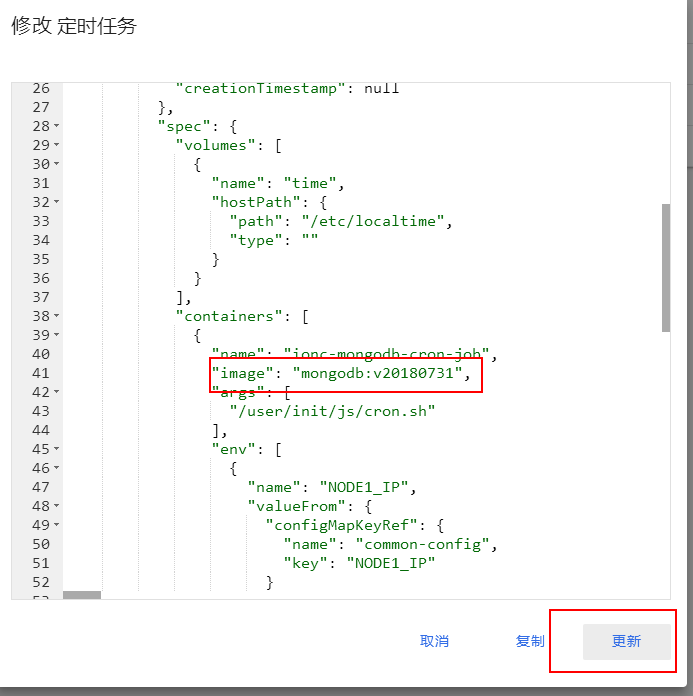 修改 定时任务
26 "creationTimestamp": null
27 },
28 "spec": {
29 "volumes": [
30 {
31 "name": "time",
32 "hostPath": {
33 "path": "/etc/localtime",
34 "type": ""
35 }
36 }
37 ],
38 "containers": [
39 {
40 "name": "ionc-mongodb-cron-job",
41 "image": "mongodb:v20180731",
42 "args": [
43 "/user/init/js/cron.sh"
44 ],
45 "env": [
46 {
47 "name": "NODE1_IP",
48 "valueFrom": {
49 "configMapKeyRef": {
50 "name": "common-config",
51 "key": "NODE1_IP"
52 }
53
取消 复制 更新